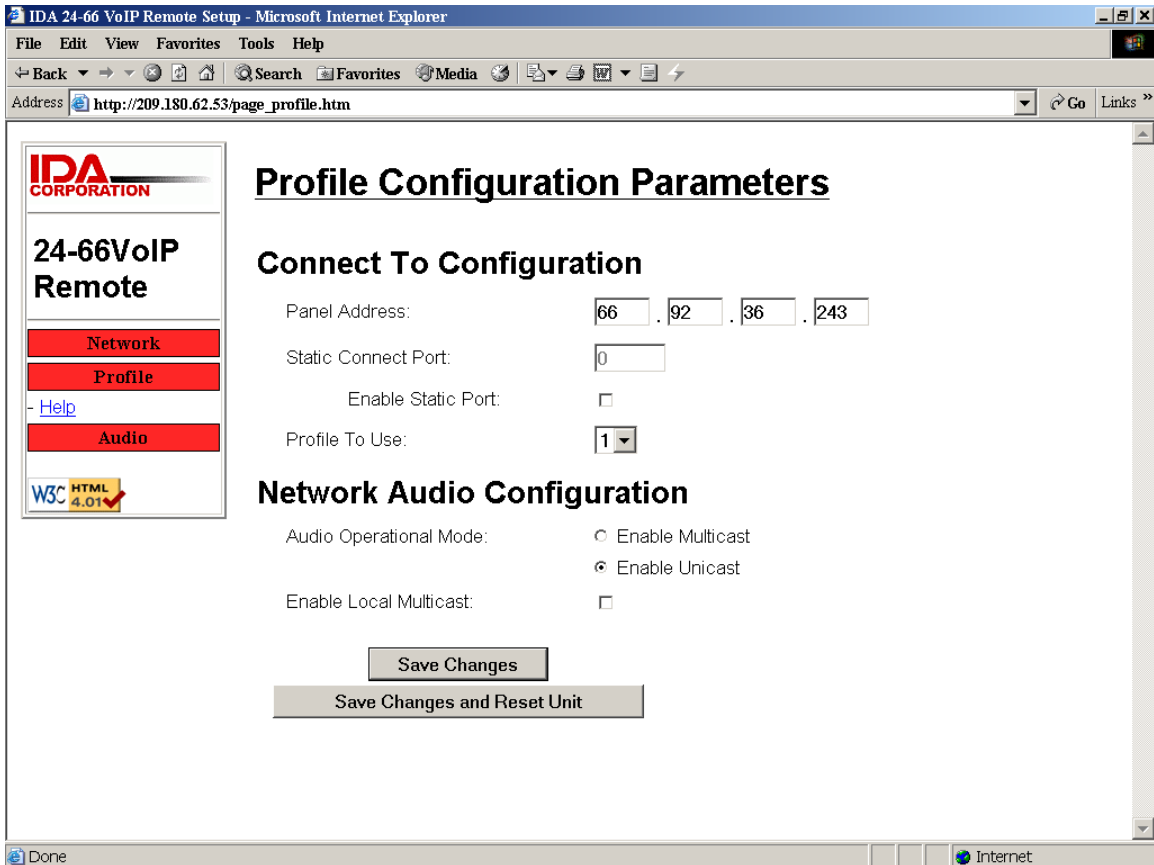 IDA 24-66 VoIP Remote Setup - Microsoft Internet Explorer
File Edit View Favorites Tools Help
Back Search Favorites Media
Address http://209.180.62.53/page_profile.htm Go Links »
IDA
CORPORATION
24-66VoIP
Remote
Network
Profile
- Help
Audio
W3C HTML 4.01
Profile Configuration Parameters
Connect To Configuration
Panel Address: 66 . 92 . 36 . 243
Static Connect Port: 0
Enable Static Port:
Profile To Use: 1
Network Audio Configuration
Audio Operational Mode: Enable Multicast
Enable Unicast
Enable Local Multicast:
Save Changes
Save Changes and Reset Unit
Done Internet